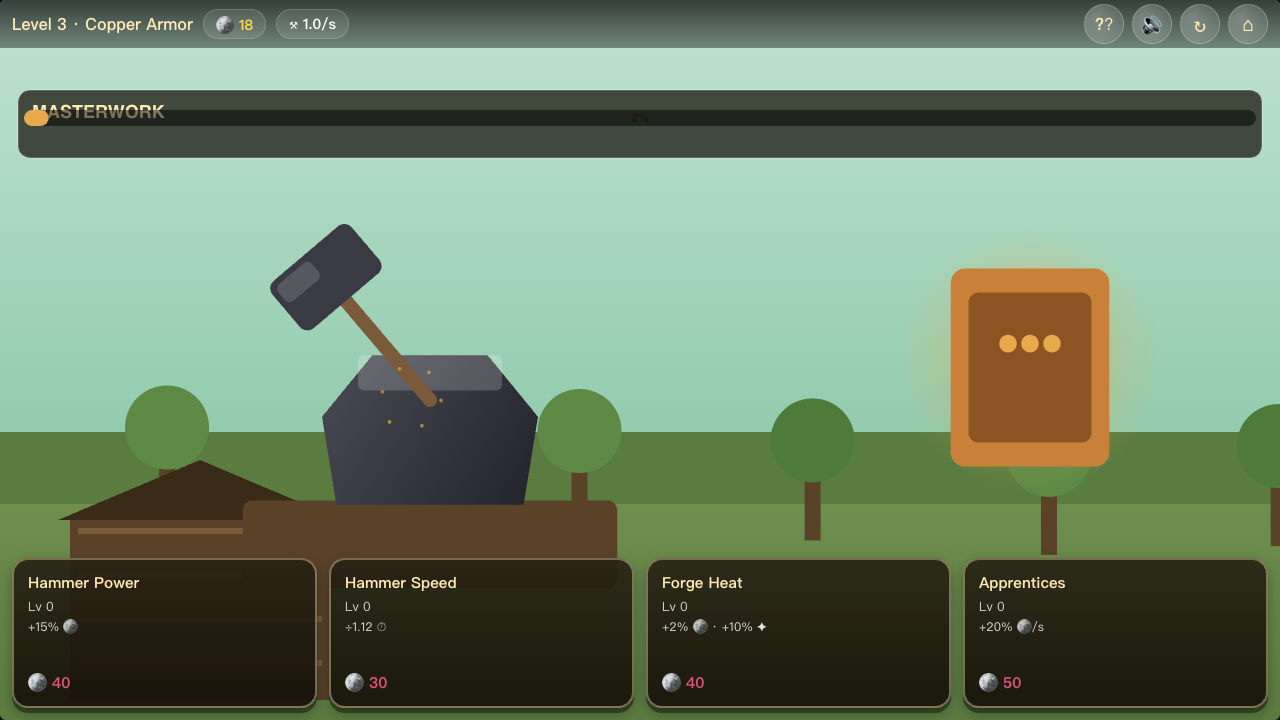 Level 3 · Copper Armor
18
⚒ 1.0/s
??
MASTERWORK
2%
Hammer Power
Lv 0
+15%
40
Hammer Speed
Lv 0
÷1.12 ⏱
30
Forge Heat
Lv 0
+2% · +10% ✦
40
Apprentices
Lv 0
+20% /s
50